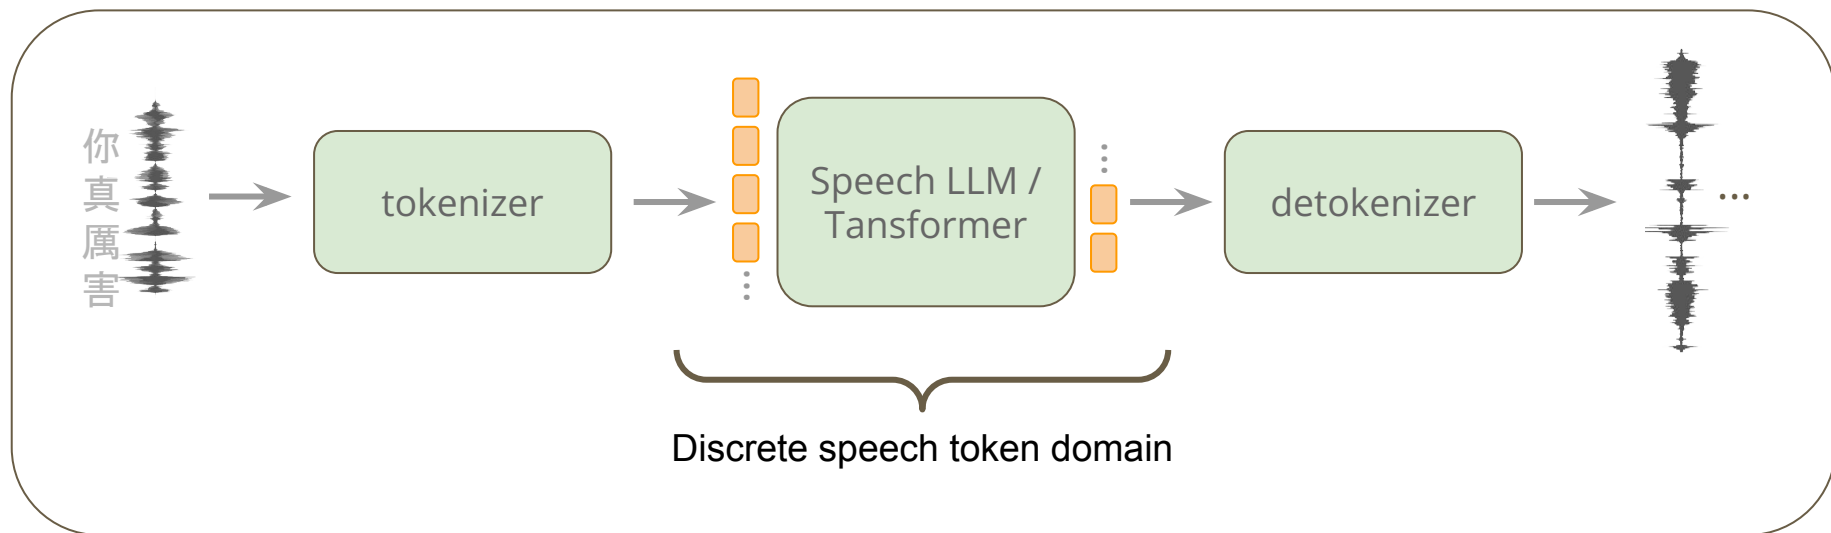 你真厲害
tokenizer
Speech LLM /
Tansformer
detokenizer
...
Discrete speech token domain